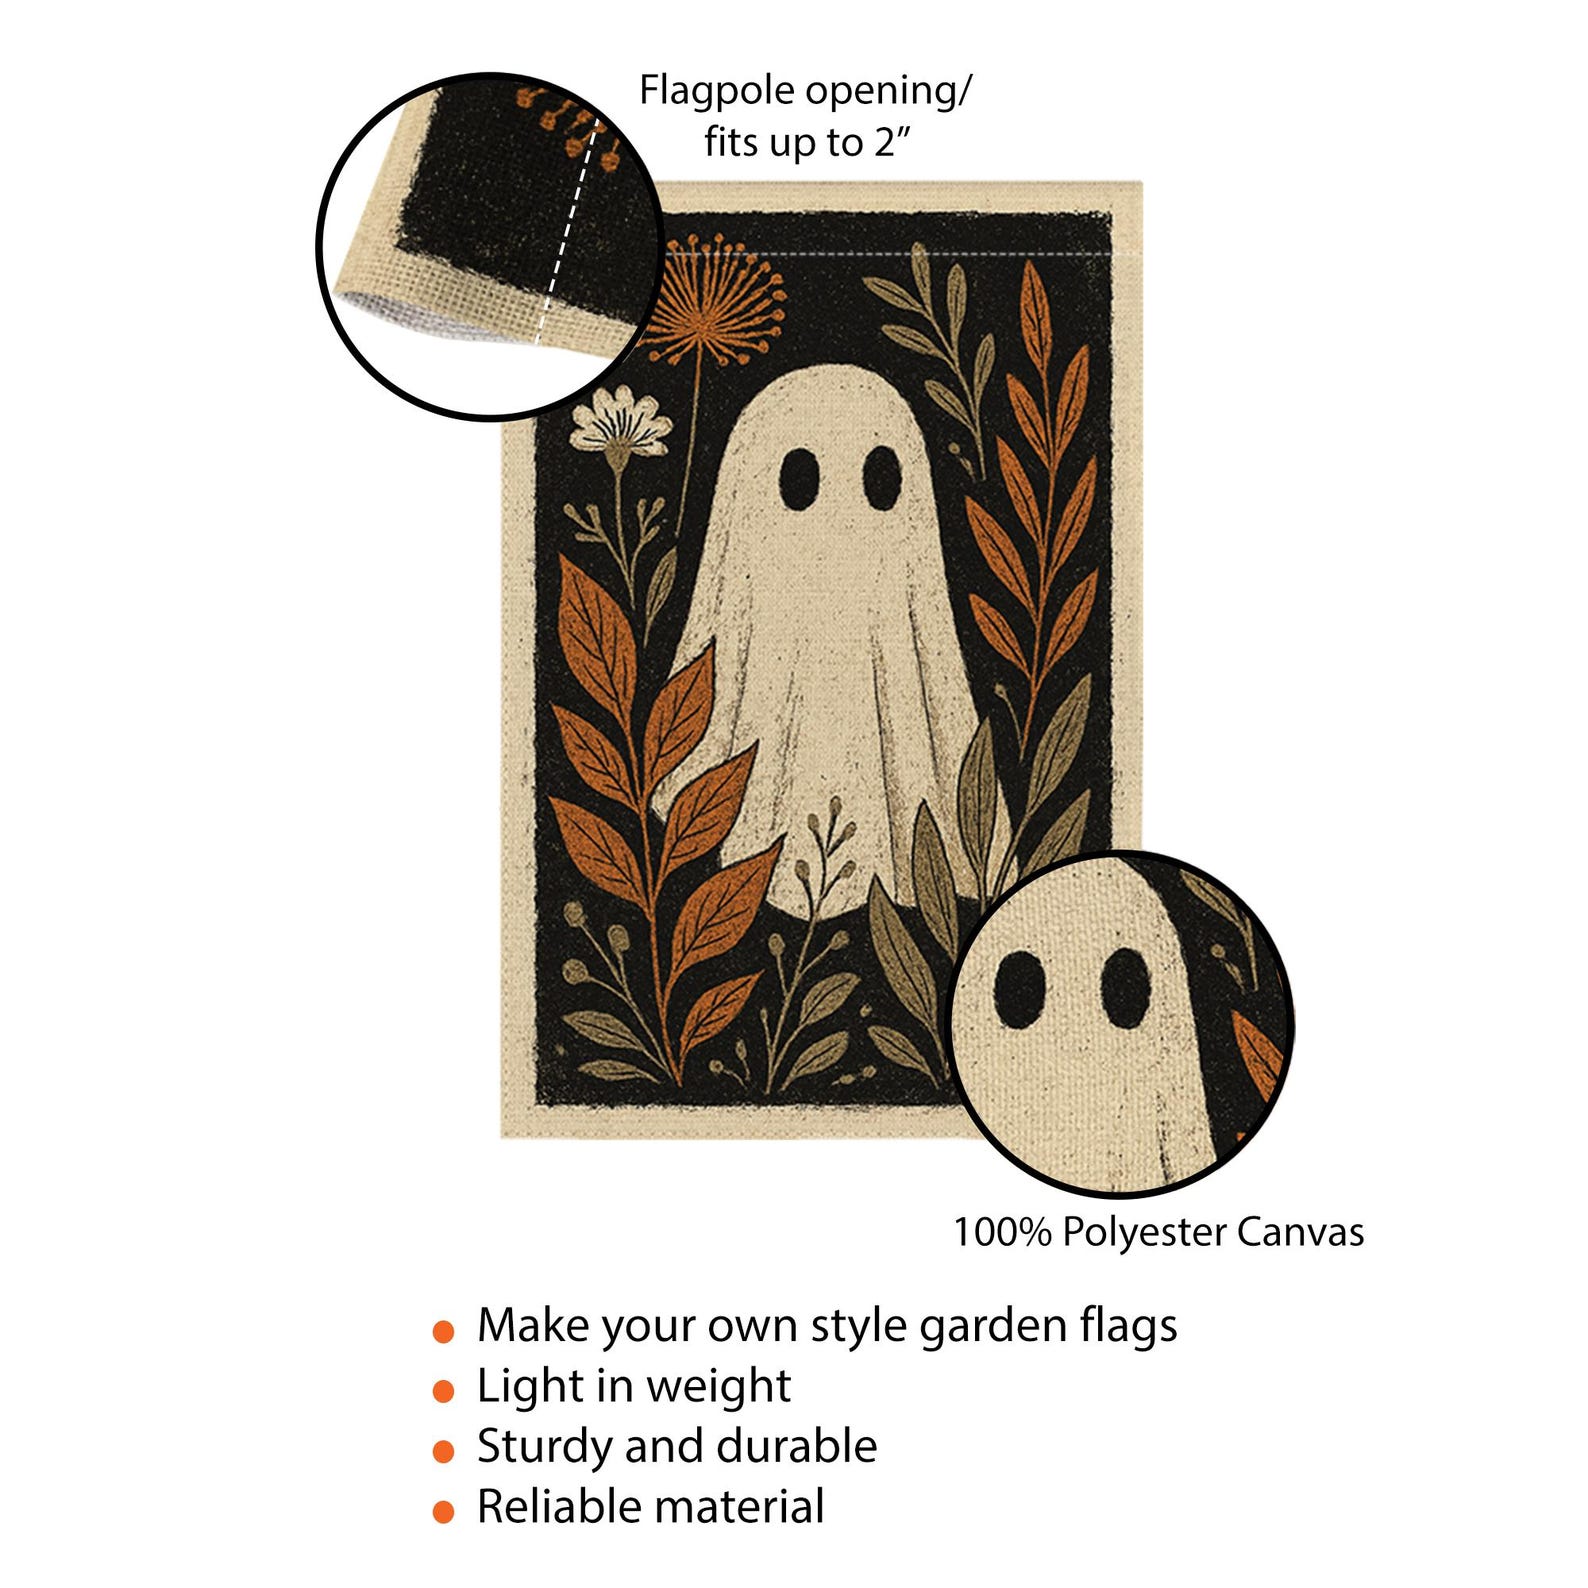 Flagpole opening/
fits up to 2”
100% Polyester Canvas
Make your own style garden flags
Light in weight
Sturdy and durable
Reliable material